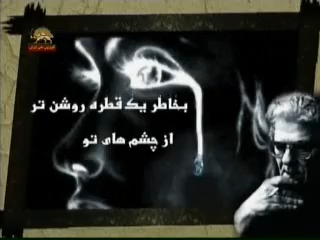 بخاطر یک قطره روشن تر
از چشم های تو